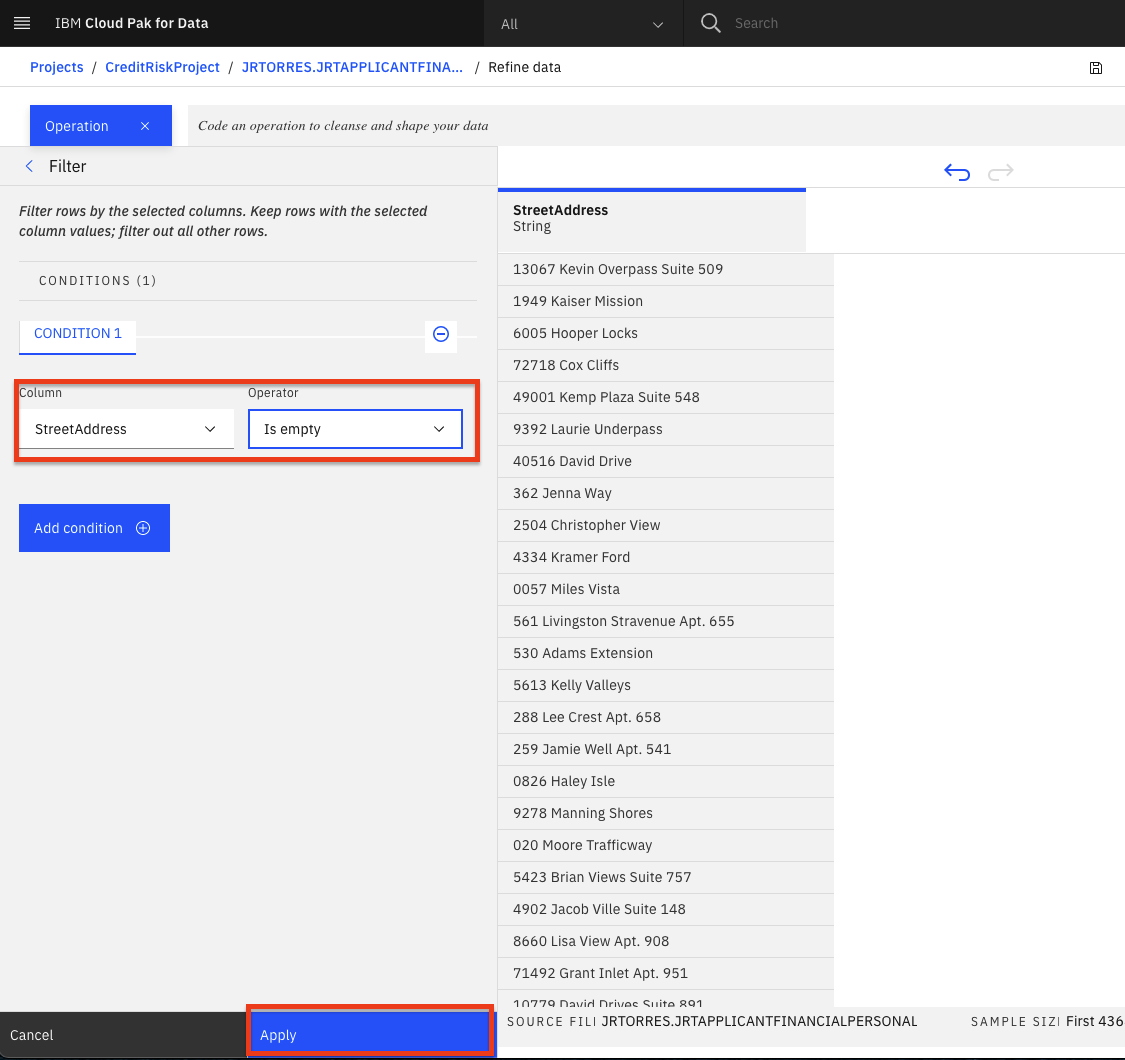 IBM Cloud Pak for Data
All
Search
Projects / CreditRiskProject / JRTORRES.JRTAPPLICANTFINA... / Refine data
Operation
Code an operation to cleanse and shape your data
Filter
Filter rows by the selected columns. Keep rows with the selected
column values; filter out all other rows.
CONDITIONS (1)
CONDITION 1
Column
Operator
StreetAddress
Is empty
Add condition
Cancel
Apply
StreetAddress
String
13067 Kevin Overpass Suite 509
1949 Kaiser Mission
6005 Hooper Locks
72718 Cox Cliffs
49001 Kemp Plaza Suite 548
9392 Laurie Underpass
40516 David Drive
362 Jenna Way
2504 Christopher View
4334 Kramer Ford
0057 Miles Vista
561 Livingston Stravenue Apt. 655
530 Adams Extension
5613 Kelly Valleys
288 Lee Crest Apt. 658
259 Jamie Well Apt. 541
0826 Haley Isle
9278 Manning Shores
020 Moore Trafficway
5423 Brian Views Suite 757
4902 Jacob Ville Suite 148
8660 Lisa View Apt. 908
71492 Grant Inlet Apt. 951
10779 David Drives Suite 891
SOURCE FILI JRTORRES.JRTAPPLICANTFINANCIALPERSONAL
SAMPLE SIZI First 436